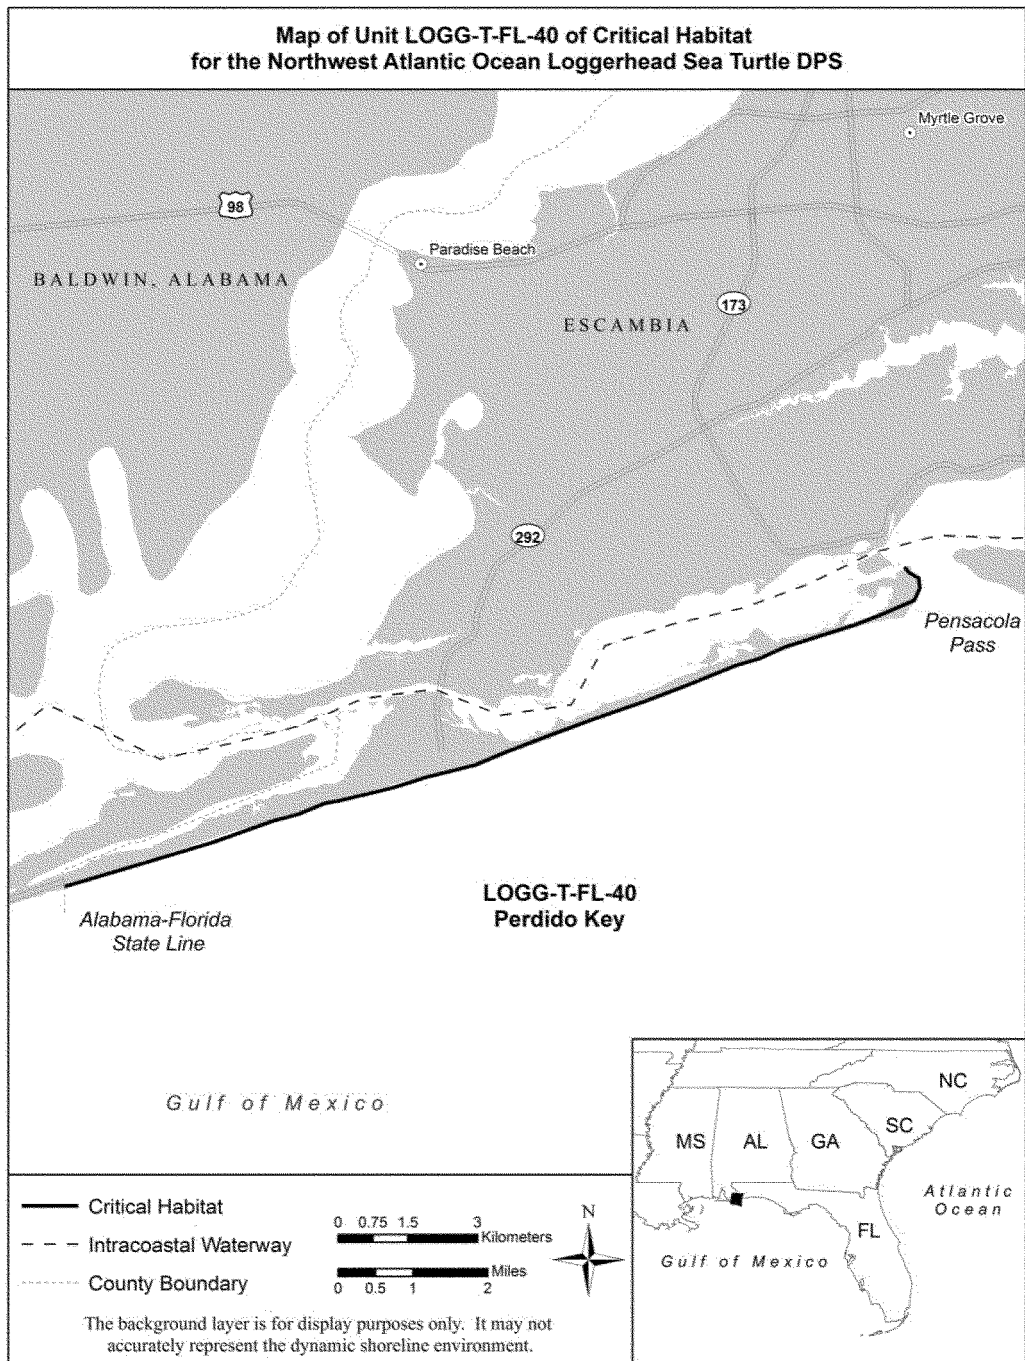 Map of Unit LOGG-T-FL-40 of Critical Habitat
for the Northwest Atlantic Ocean Loggerhead Sea Turtle DPS
Myrtle Grove
98
Paradise Beach
BALDWIN, ALABAMA
173
ESCAMBIA
292
Pensacola
Pass
LOGG-T-FL-40
Perdido Key
Alabama-Florida
State Line
Gulf of Mexico
NC
SC
MS
AL
GA
Atlantic
Ocean
FL
Gulf of Mexico
Critical Habitat
Intracoastal Waterway
County Boundary
0 0.75 1.5 3
Kilometers
Miles
0 0.5 1 2
N
The background layer is for display purposes only. It may not
accurately represent the dynamic shoreline environment.